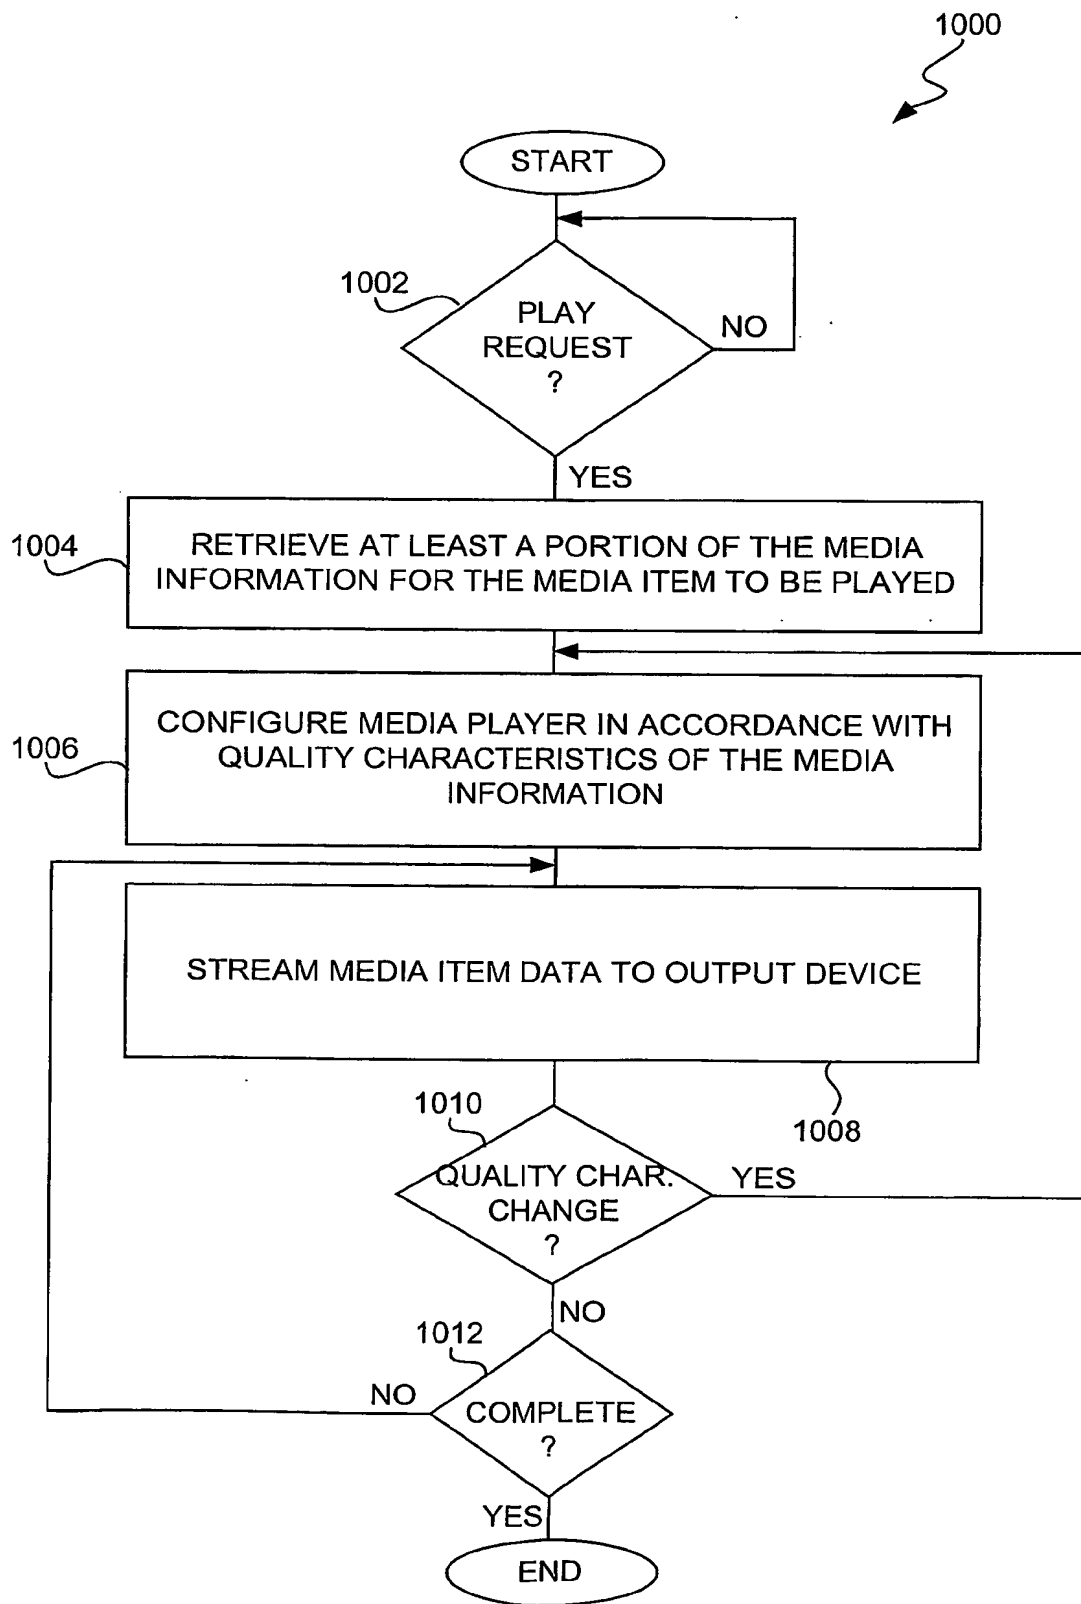 1000
START
1002
PLAY
REQUEST
?
NO
YES
1004
RETRIEVE AT LEAST A PORTION OF THE MEDIA
INFORMATION FOR THE MEDIA ITEM TO BE PLAYED
1006
CONFIGURE MEDIA PLAYER IN ACCORDANCE WITH
QUALITY CHARACTERISTICS OF THE MEDIA
INFORMATION
STREAM MEDIA ITEM DATA TO OUTPUT DEVICE
1008
1010
QUALITY CHAR.
CHANGE
?
YES
NO
1012
COMPLETE
?
NO
YES
END